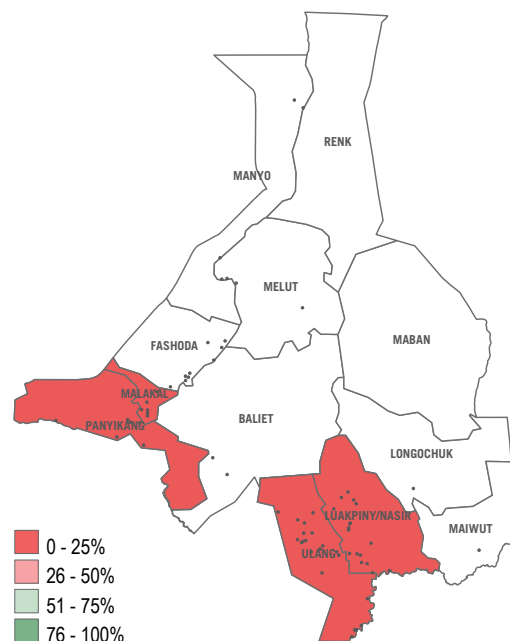 RENK
MANYO
MELUT
MABAN
FASHODA
MALAKAL
BALIET
PANYIKANG
LONGOCHUK
LUAKPINY/NASIR
MAIWUT
ULANG
0 - 25%
26 - 50%
51 - 75%
76 - 100%